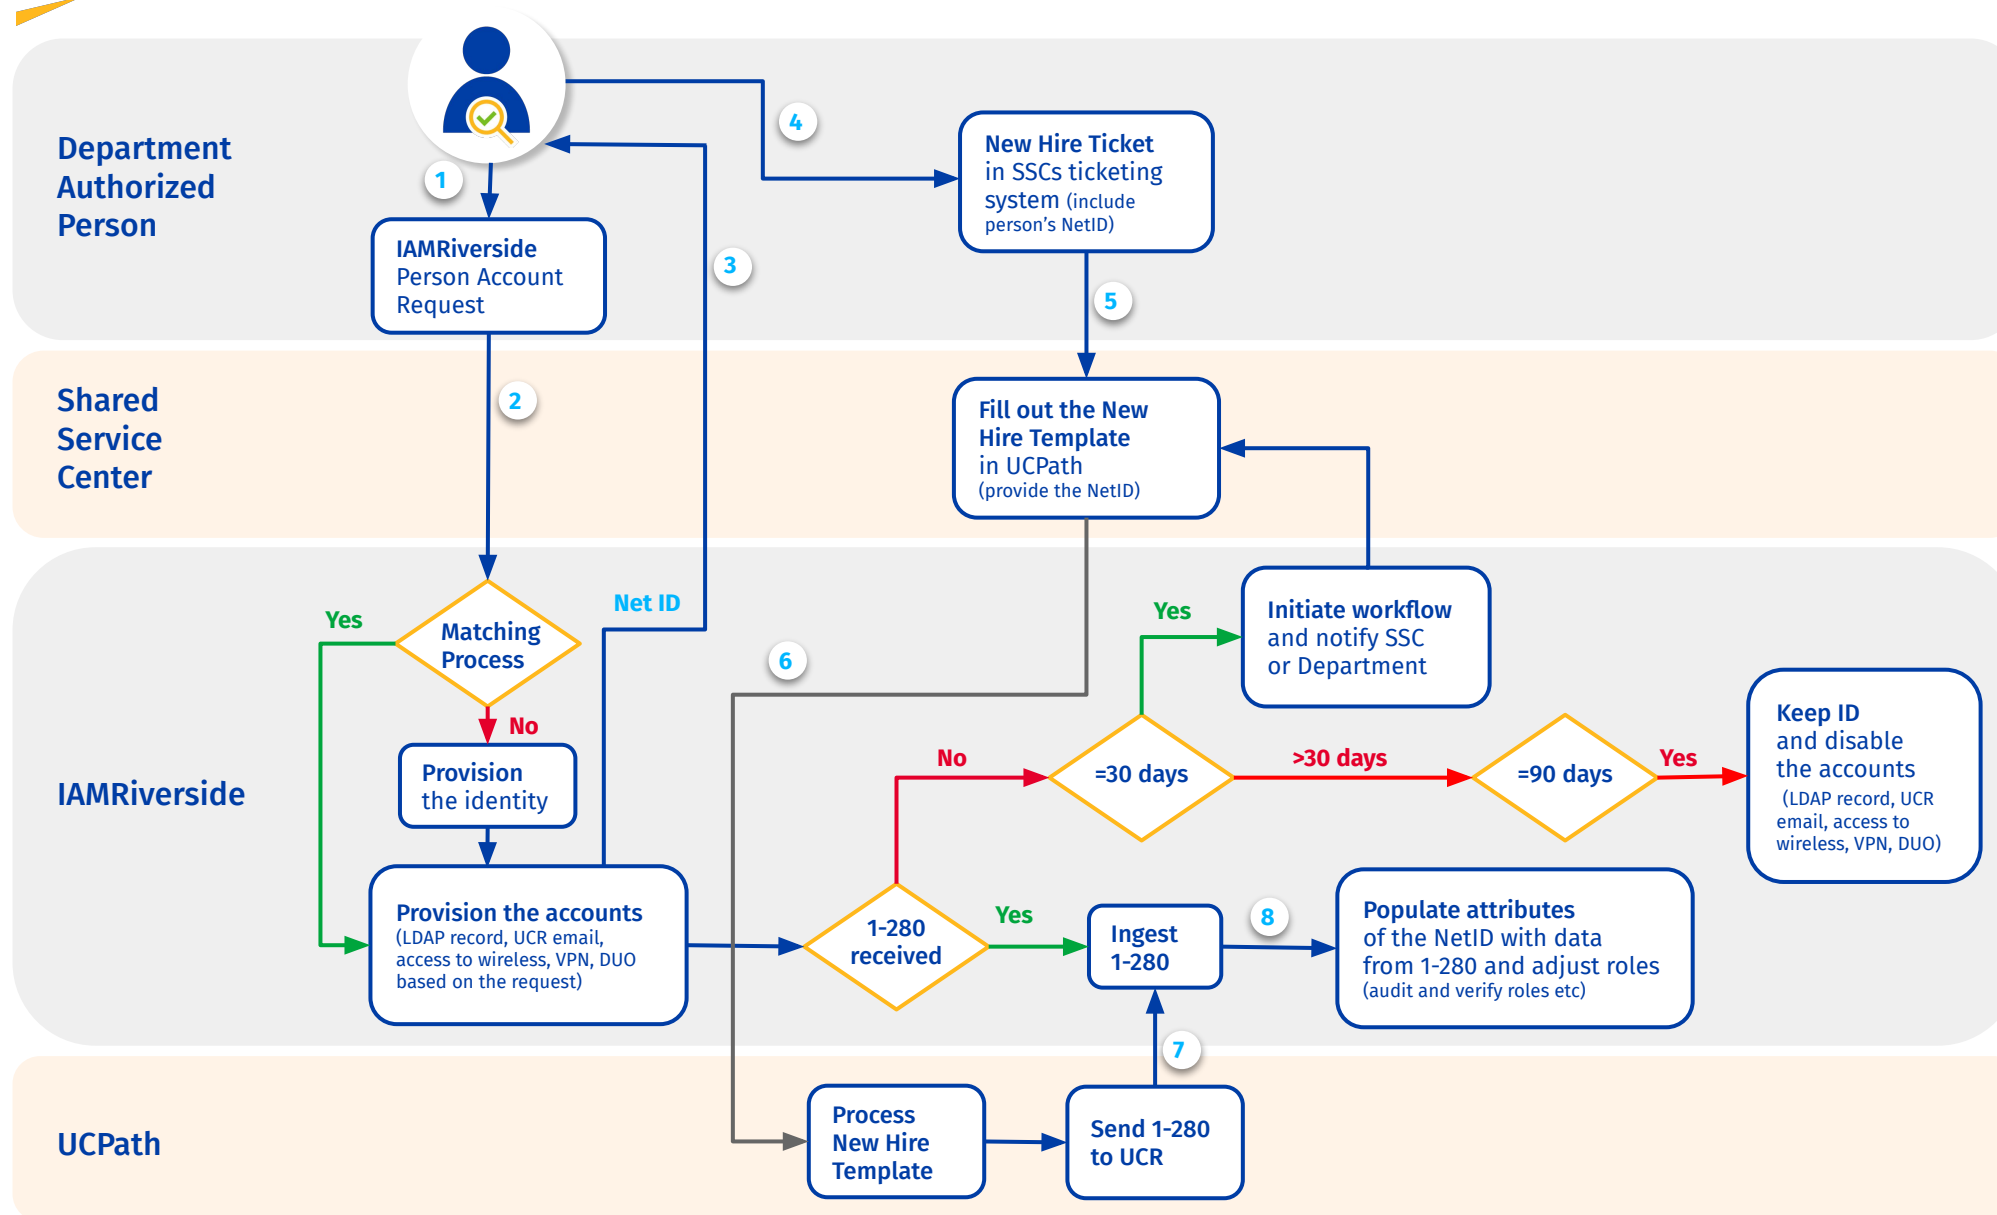 Department
Authorized
Person
1
IAMRiverside
Person Account
Request
3
4
New Hire Ticket
in SSCs ticketing
system (include
person's NetID)
5
Shared
Service
Center
2
Fill out the New
Hire Template
in UCPath
(provide the NetID)
IAMRiverside
Yes
Matching
Process
Net ID
No
Provision
the identity
Provision the accounts
(LDAP record, UCR email,
access to wireless, VPN, DUO
based on the request)
6
1-280
received
No
=30 days
Yes
Initiate workflow
and notify SSC
or Department
>30 days
=90 days
Yes
Keep ID
and disable
the accounts
(LDAP record, UCR
email, access to
wireless, VPN, DUO)
Yes
Ingest
1-280
8
Populate attributes
of the NetID with data
from 1-280 and adjust roles
(audit and verify roles etc)
7
UCPath
Process
New Hire
Template
Send 1-280
to UCR